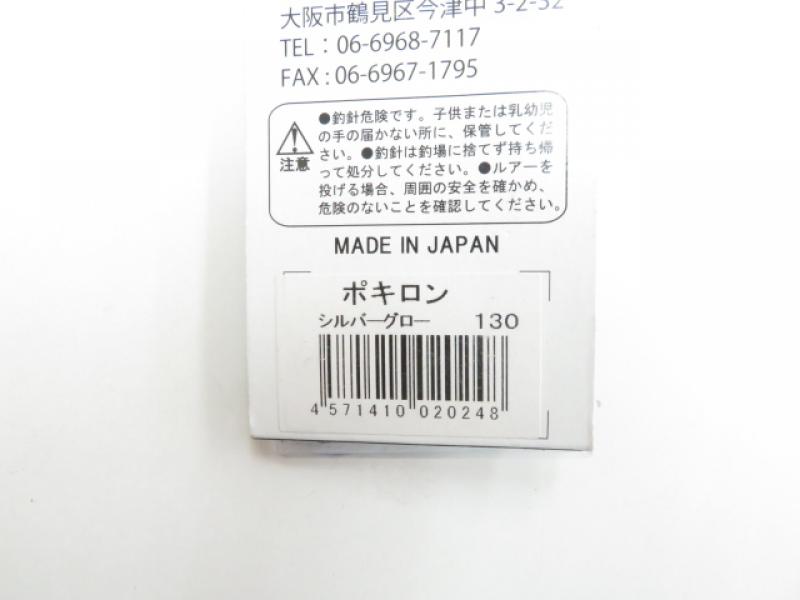 大阪市鶴見区今津中 3-2-32
TEL : 06-6968-7117
FAX : 06-6967-1795
●釣針危険です。子供または乳幼児
の手の届かない所に、保管してくだ
さい。●釣針は釣場に捨てず持ち帰
って処分してください。●ルアーを
投げる場合、周囲の安全を確かめ、
危険のないことを確認してください。
注意
MADE IN JAPAN
ポキロン
シルバーグロー 130
4 571410 020248